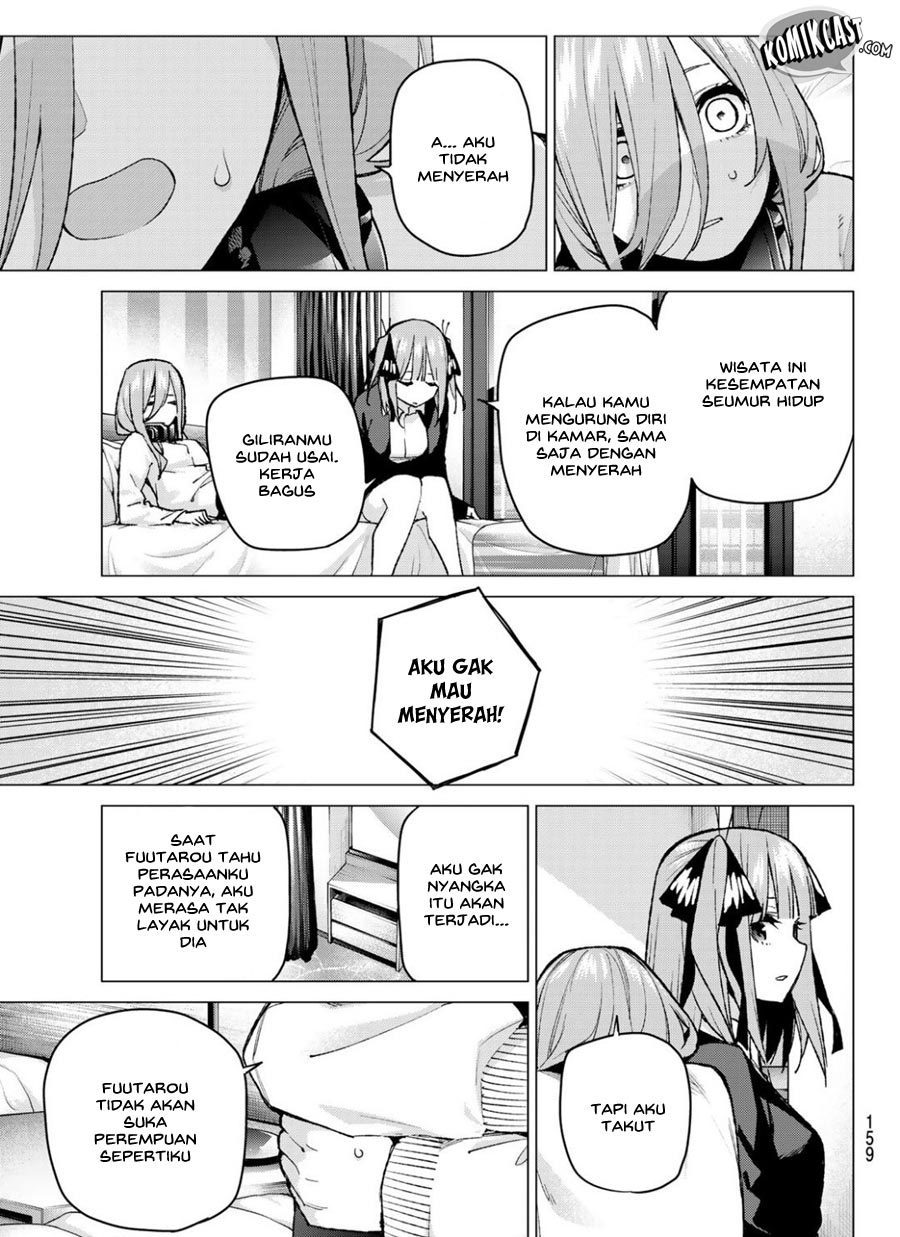 KOMIKCAST
.COM
A... AKU
TIDAK
MENYERAH
WISATA INI
KESEMPATAN
SEUMUR HIDUP
KALAU KAMU
MENGURUNG DIRI
DI KAMAR, SAMA
SAJA DENGAN
MENYERAH
GILIRANMU
SUDAH USAI.
KERJA
BAGUS
AKU GAK
MAU
MENYERAH!
AKU GAK
NYANGKA
ITU AKAN
TERJADI...
SAAT
FUUTAROU TAHU
PERASAANKU
PADANYA, AKU
MERASA TAK
LAYAK UNTUK
DIA
TAPI AKU
TAKUT
FUUTAROU
TIDAK AKAN
SUKA
PEREMPUAN
SEPERTIKU
159